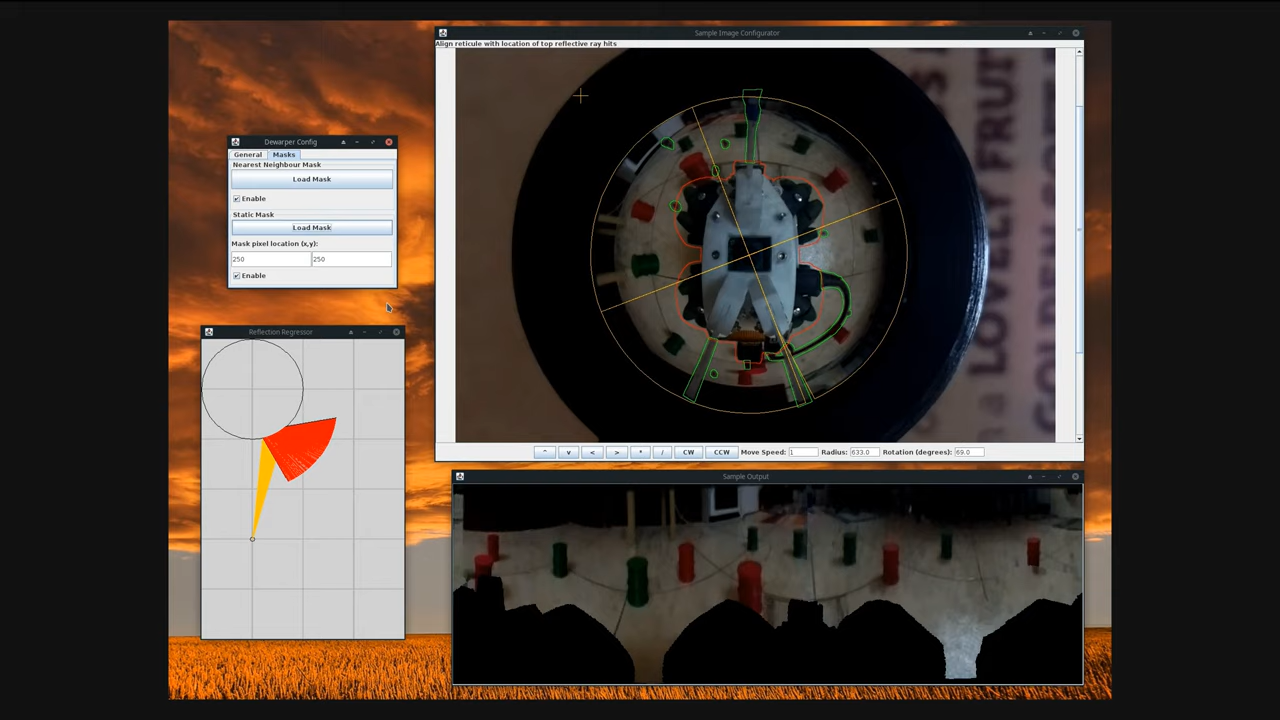 Sample Image Configurator
Align reticule with location of top reflective ray hits
Dewarper Config
General Masks
Nearest Neighbour Mask
Load Mask
Enable
Static Mask
Load Mask
Mask pixel location (x,y):
250 250
Enable
Reflection Regressor
LOVELY FRUIT
GOLDEN
^ v < > * / CW CCW Move Speed: 1 Radius: 633.0 Rotation (degrees): 69.0
Sample Output